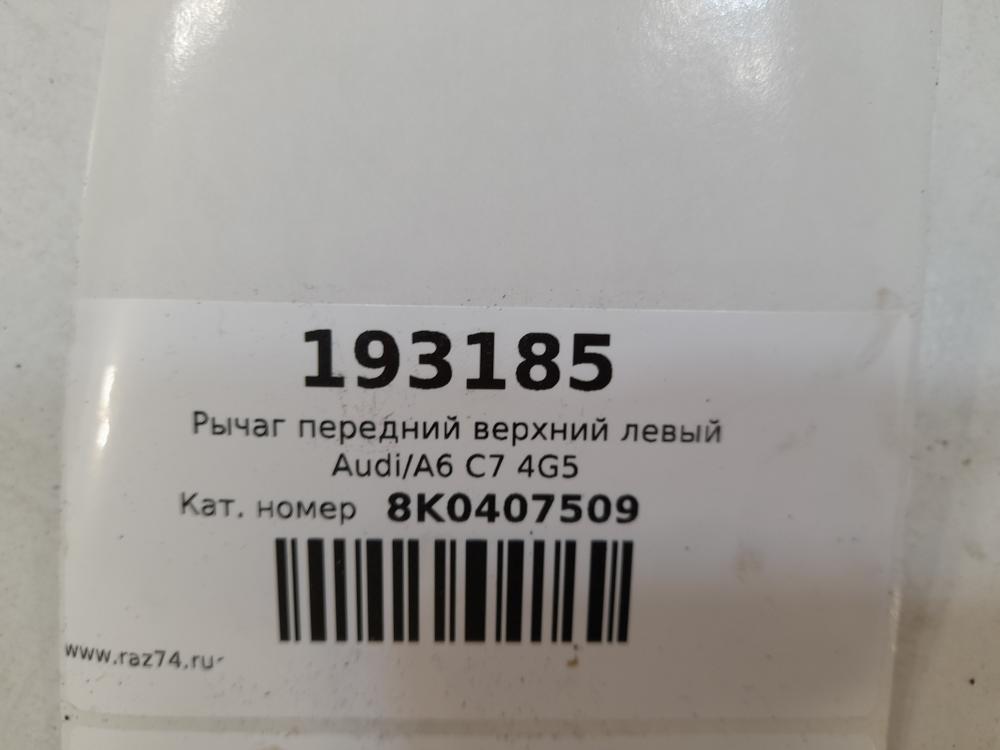 193185
Рычаг передний верхний левый
Audi/A6 C7 4G5
Кат. номер 8K0407509
www.raz74.ru